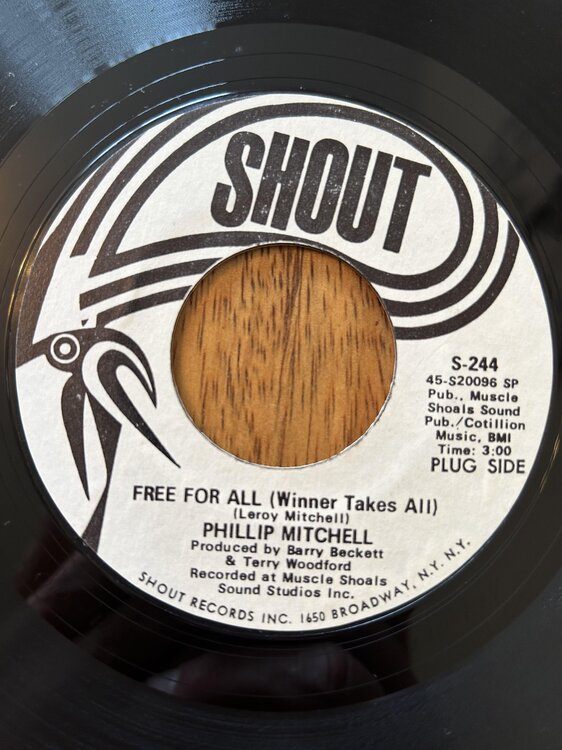 SHOUT
S-244
45-S20096 SP
Pub., Muscle
Shoals Sound
Pub./Cotillion
Music, BMI
Time: 3:00
PLUG SIDE
FREE FOR ALL (Winner Takes All)
(Leroy Mitchell)
PHILLIP MITCHELL
Produced by Barry Beckett
& Terry Woodford
Recorded at Muscle Shoals
Sound Studios Inc.
SHOUT RECORDS INC. 1650 BROADWAY, N.Y. N.Y.